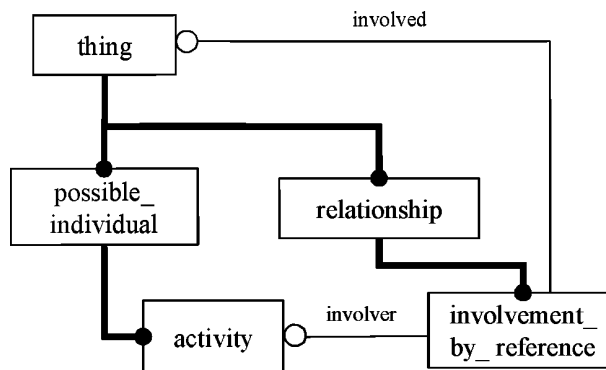 involved
thing
possible_
individual
relationship
involver
activity
involvement_
by_ reference